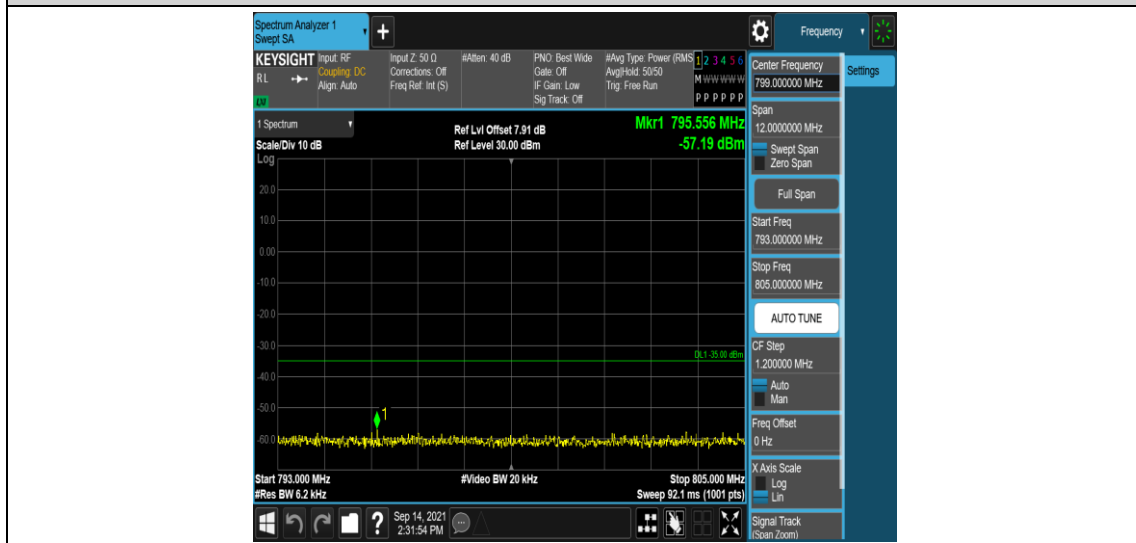 Spectrum Analyzer 1
Swept SA
+
Frequency
KEYSIGHT
RL
LXI
Input: RF
Coupling: DC
Align: Auto
Input Z: 50 Ω
Corrections: Off
Freq Ref: Int (S)
#Atten: 40 dB
PNO: Best Wide
Gate: Off
IF Gain: Low
Sig Track: Off
#Avg Type: Power (RMS
Avg|Hold: 50/50
Trig: Free Run
1 2 3 4 5 6
M W W W W W
P P P P P P
1 Spectrum
Scale/Div 10 dB
Ref Lvl Offset 7.91 dB
Ref Level 30.00 dBm
Mkr1 795.556 MHz
-57.19 dBm
Log
20.0
10.0
0.00
-10.0
-20.0
-30.0
DL1 -35.00 dBm
-40.0
-50.0
1
-60.0
Start 793.000 MHz
#Res BW 6.2 kHz
#Video BW 20 kHz
Stop 805.000 MHz
Sweep 92.1 ms (1001 pts)
?
Sep 14, 2021
2:31:54 PM
Center Frequency
799.000000 MHz
Settings
Span
12.0000000 MHz
Swept Span
Zero Span
Full Span
Start Freq
793.000000 MHz
Stop Freq
805.000000 MHz
AUTO TUNE
CF Step
1.200000 MHz
Auto
Man
Freq Offset
0 Hz
X Axis Scale
Log
Lin
Signal Track
(Span Zoom)